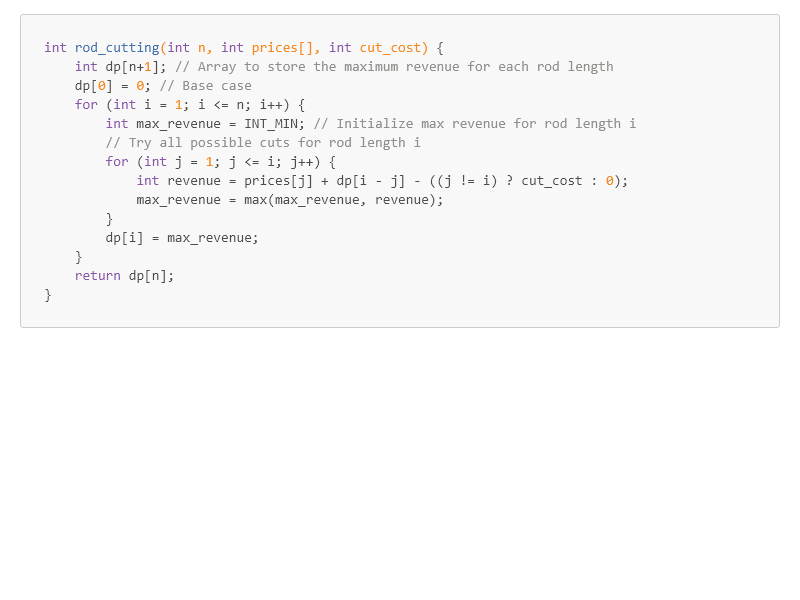 int rod_cutting(int n, int prices[], int cut_cost) {
    int dp[n+1]; // Array to store the maximum revenue for each rod length
    dp[0] = 0; // Base case
    for (int i = 1; i <= n; i++) {
        int max_revenue = INT_MIN; // Initialize max revenue for rod length i
        // Try all possible cuts for rod length i
        for (int j = 1; j <= i; j++) {
            int revenue = prices[j] + dp[i - j] - ((j != i) ? cut_cost : 0);
            max_revenue = max(max_revenue, revenue);
        }
        dp[i] = max_revenue;
    }
    return dp[n];
}